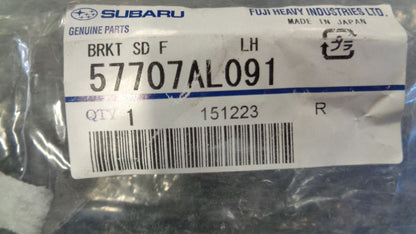 SUBARU
FUJI HEAVY INDUSTRIES LTD.
GENUINE PARTS
MADE IN JAPAN
BRKT SD F LH
プラ
57707AL091
QTY 1 151223 R